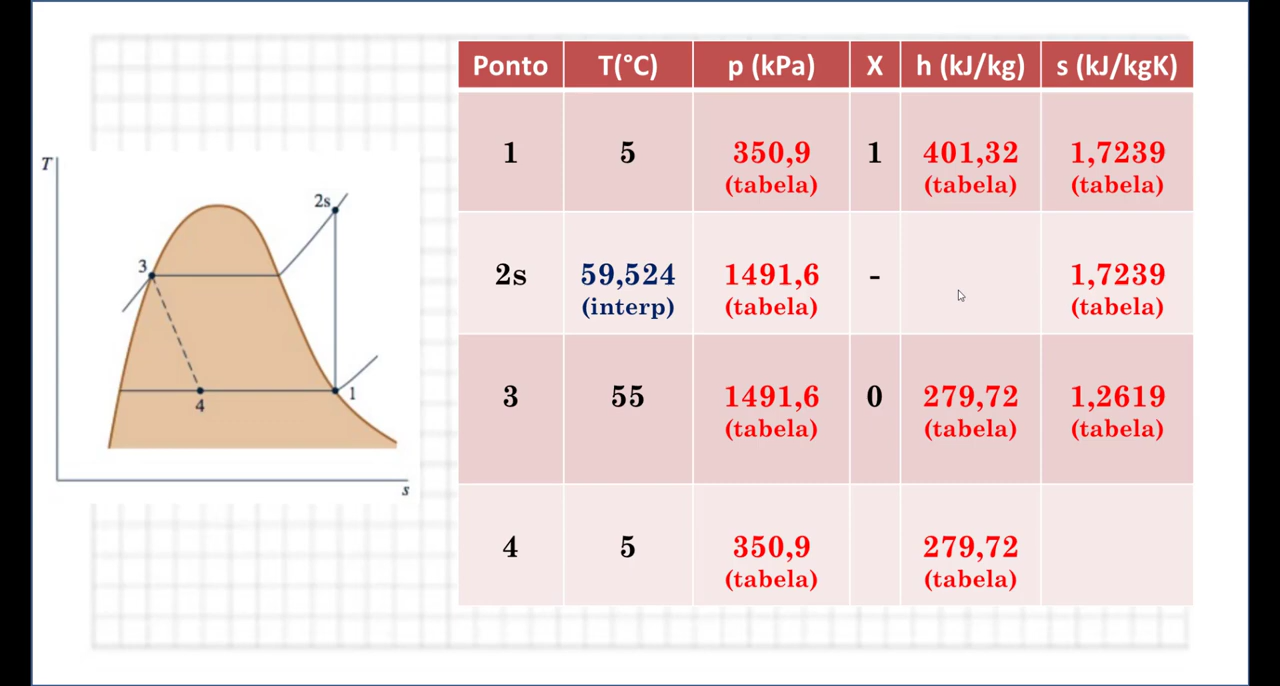 Ponto T(°C) p (kPa) X h (kJ/kg) s (kJ/kgK)
1 5 350,9 1 401,32 1,7239
(tabela) (tabela) (tabela)
2s 59,524 1491,6 - 1,7239
(interp) (tabela) (tabela)
3 55 1491,6 0 279,72 1,2619
(tabela) (tabela) (tabela)
4 5 350,9 279,72
(tabela) (tabela)
T
2s
3
4
1
s